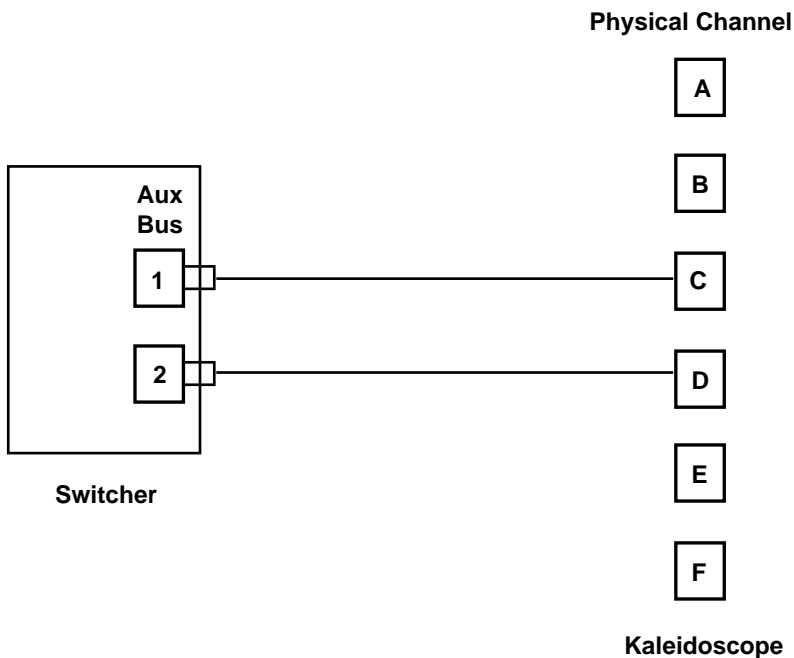 Physical Channel
A
B
Aux
Bus
1
C
2
D
E
Switcher
F
Kaleidoscope